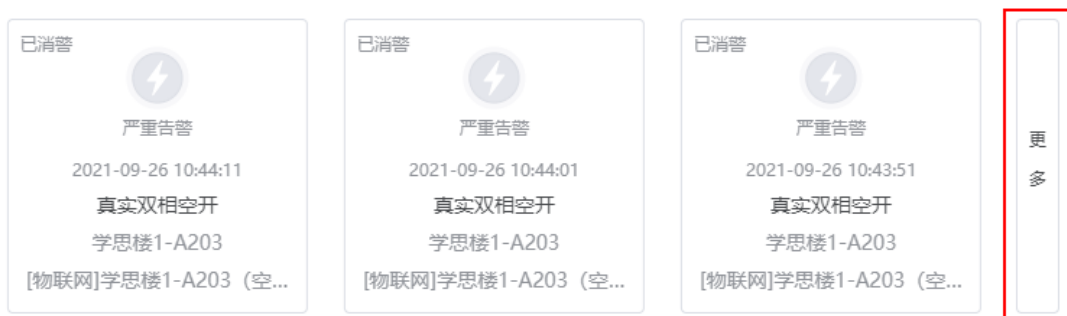 已消警
严重告警
2021-09-26 10:44:11
真实双相空开
学思楼1-A203
[物联网]学思楼1-A203（空...
已消警
严重告警
2021-09-26 10:44:01
真实双相空开
学思楼1-A203
[物联网]学思楼1-A203（空...
已消警
严重告警
2021-09-26 10:43:51
真实双相空开
学思楼1-A203
[物联网]学思楼1-A203（空...
更
多